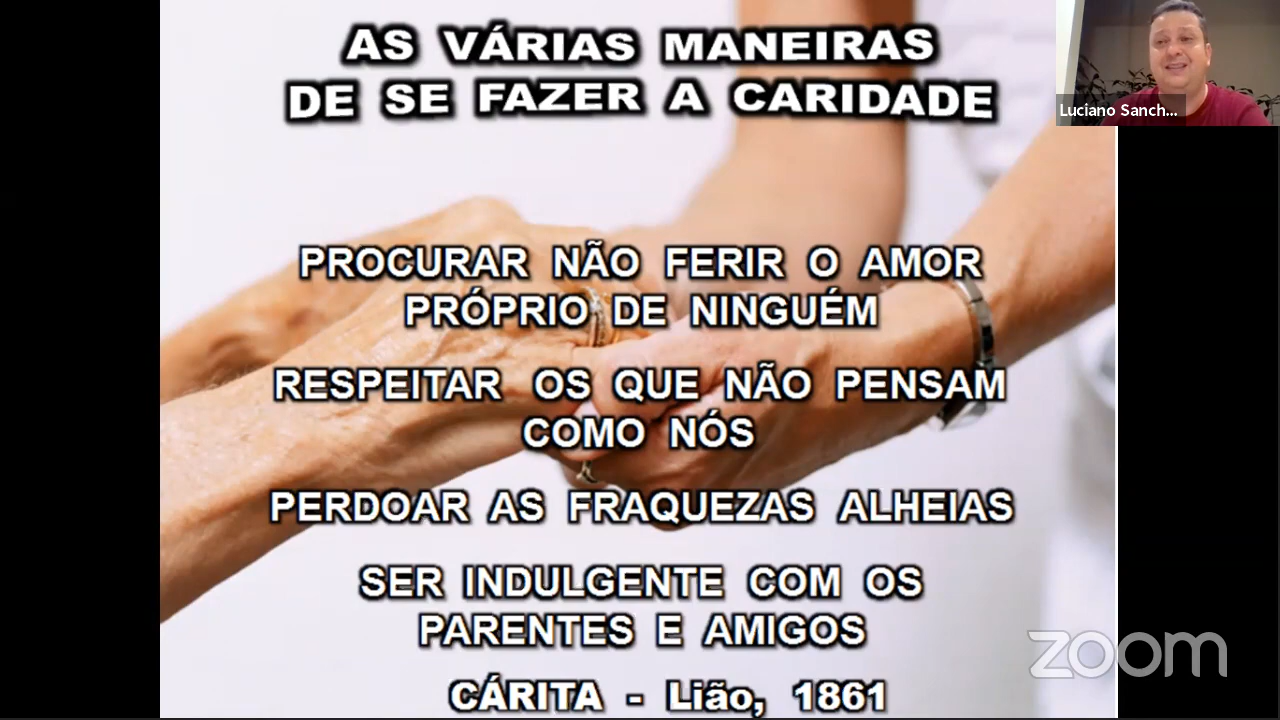 AS VÁRIAS MANEIRAS
DE SE FAZER A CARIDADE
Luciano Sanch...
PROCURAR NÃO FERIR O AMOR
PRÓPRIO DE NINGUÉM
RESPEITAR OS QUE NÃO PENSAM
COMO NÓS
PERDOAR AS FRAQUEZAS ALHEIAS
SER INDULGENTE COM OS
PARENTES E AMIGOS
zoom
CÁRITA - Lião, 1861